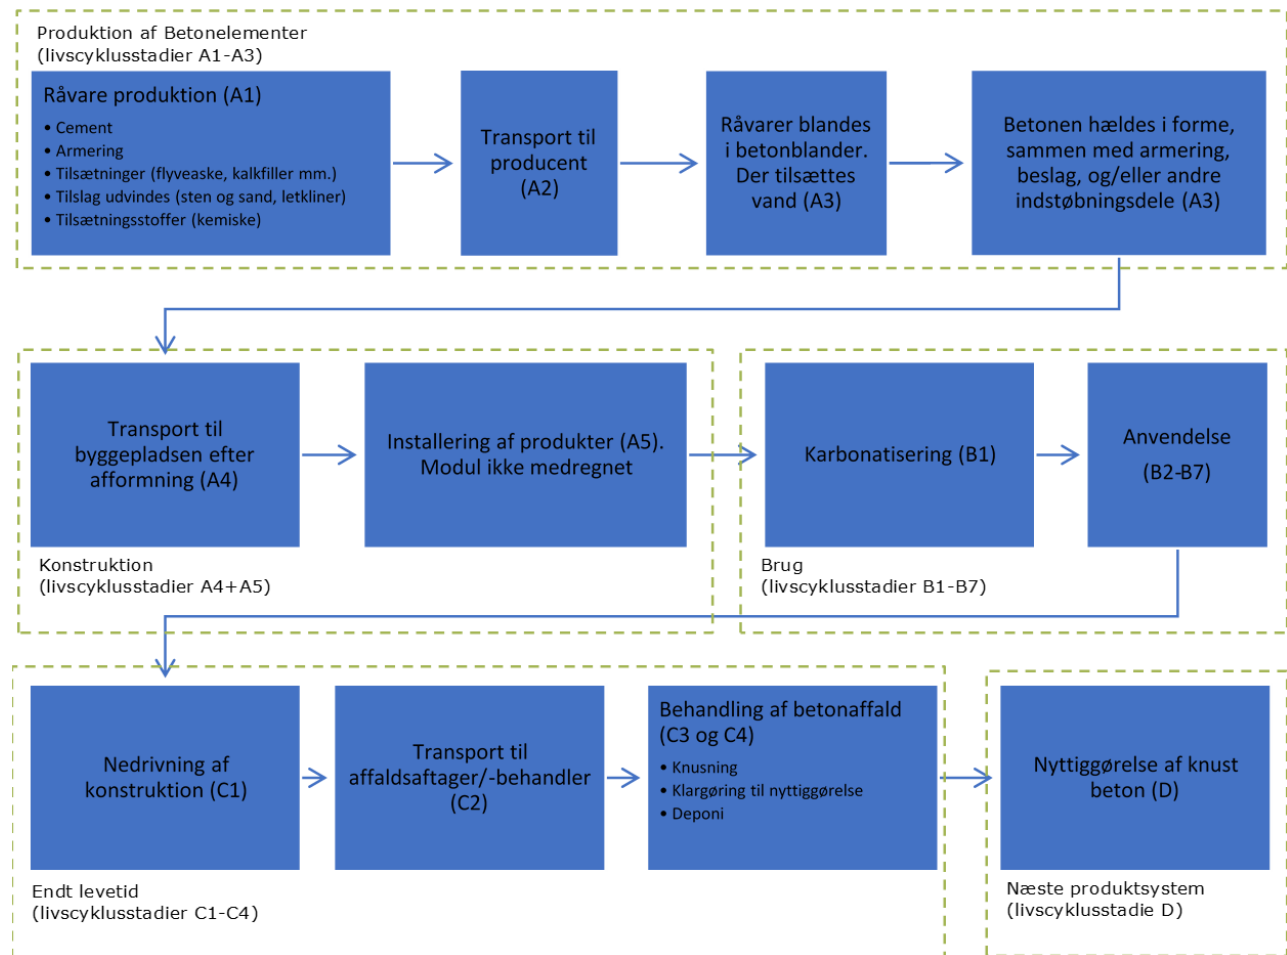 Produktion af Betonelementer
(livscyklusstadier A1-A3)
Råvare produktion (A1)
• Cement
• Armering
• Tilsætninger (flyveaske, kalkfiller mm.)
• Tilslag udvindes (sten og sand, letkliner)
• Tilsætningsstoffer (kemiske)
Transport til
producent
(A2)
Råvarer blandes
i betonblander.
Der tilsættes
vand (A3)
Betonen hældes i forme,
sammen med armering,
beslag, og/eller andre
indstøbningsdele (A3)
Transport til
byggepladsen efter
afformning (A4)
Installering af produkter (A5).
Modul ikke medregnet
Konstruktion
(livscyklusstadier A4+A5)
Karbonatisering (B1)
Anvendelse
(B2-B7)
Brug
(livscyklusstadier B1-B7)
Nedrivning af
konstruktion (C1)
Transport til
affaldsaftager/-behandler
(C2)
Behandling af betonaffald
(C3 og C4)
• Knusning
• Klargøring til nyttiggørelse
• Deponi
Endt levetid
(livscyklusstadier C1-C4)
Nyttiggørelse af knust
beton (D)
Næste produktsystem
(livscyklusstadie D)